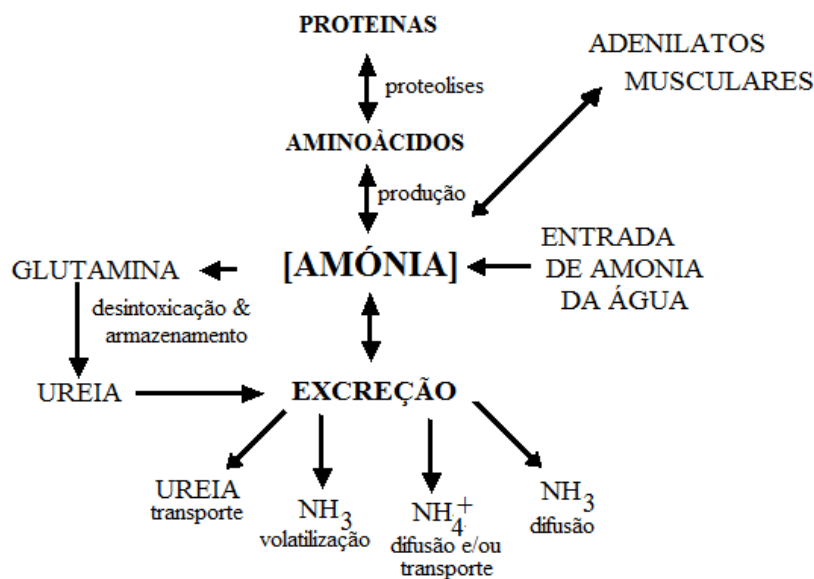 PROTEINAS
ADENILATOS
MUSCULARES
proteolises
AMINOÀCIDOS
produção
[AMÓNIA]
ENTRADA
DE AMONIA
DA ÁGUA
GLUTAMINA
desintoxicação &
armazenamento
UREIA
EXCREÇÃO
UREIA
transporte
NH3
volatilização
NH4+
difusão e/ou
transporte
NH3
difusão